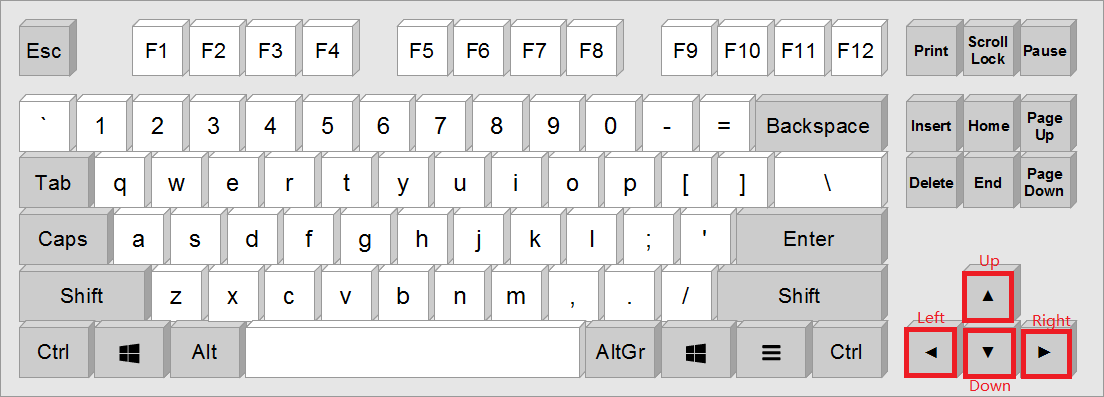 Esc F1 F2 F3 F4 F5 F6 F7 F8 F9 F10 F11 F12 Print Scroll Lock Pause
` 1 2 3 4 5 6 7 8 9 0 - = Backspace Insert Home Page Up
Tab q w e r t y u i o p [ ] \ Delete End Page Down
Caps a s d f g h j k l ; ' Enter
Up
Shift z x c v b n m , . / Shift ▲
Left Right
Ctrl Alt AltGr ☰ Ctrl ◄ ▼ ►
Down